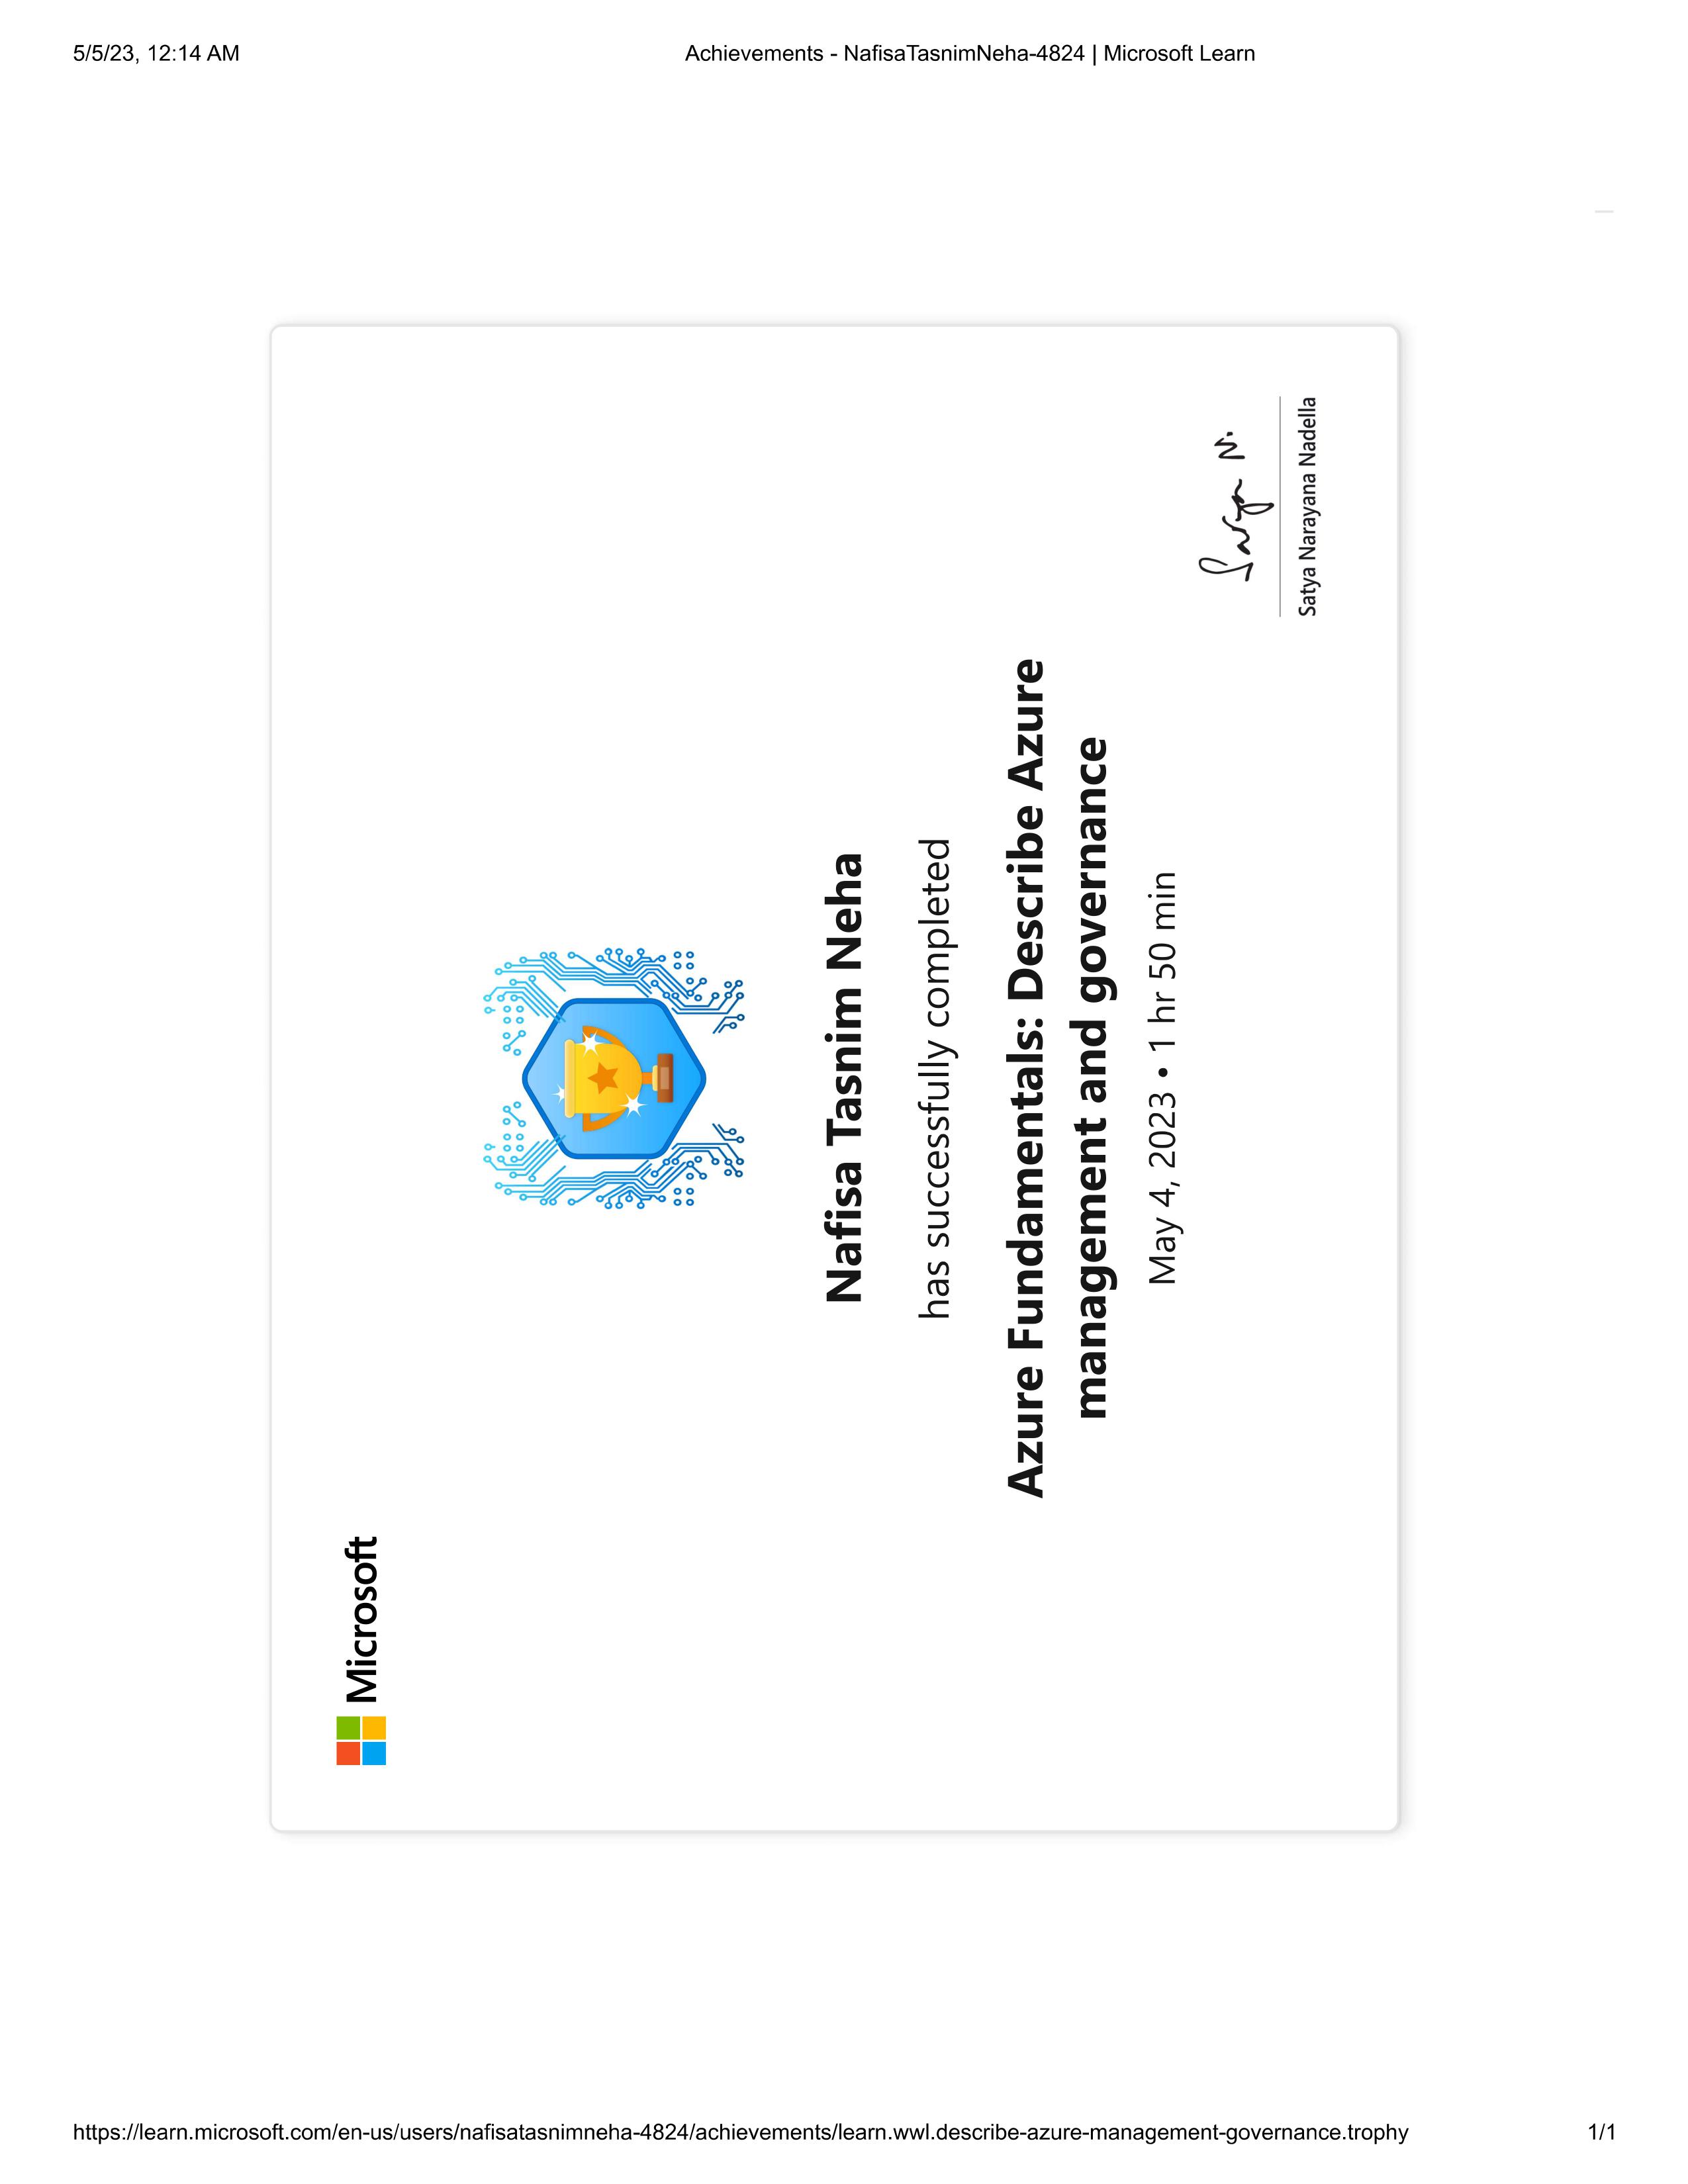 5/5/23, 12:14 AM
Achievements - NafisaTasnimNeha-4824 | Microsoft Learn
Microsoft
Nafisa Tasnim Neha
has successfully completed
Azure Fundamentals: Describe Azure
management and governance
May 4, 2023 • 1 hr 50 min
Satya N.
Satya Narayana Nadella
https://learn.microsoft.com/en-us/users/nafisatasnimneha-4824/achievements/learn.wwl.describe-azure-management-governance.trophy
1/1